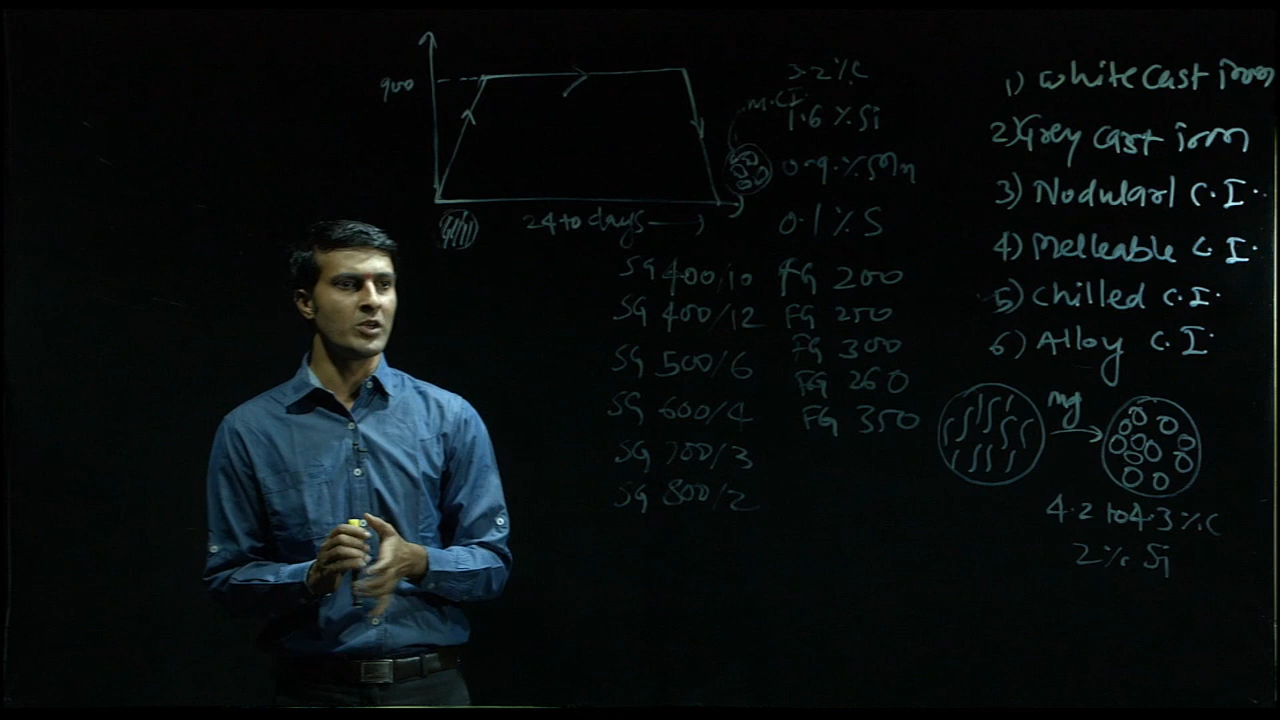 900
24 to days
M.C.I.
3.2 % C
1.6 % Si
0.9. % Mn
0.1 % S
SG 400/10
SG 400/12
SG 500/6
SG 600/4
SG 700/3
SG 800/2
FG 200
FG 250
FG 300
FG 260
FG 350
1) White cast iron
2) Grey cast iron
3) Nodularl C.I.
4) Melleable C.I.
5) Chilled C.I.
6) Alloy C.I.
Mg
4.2 to 4.3 % C
2 % Si